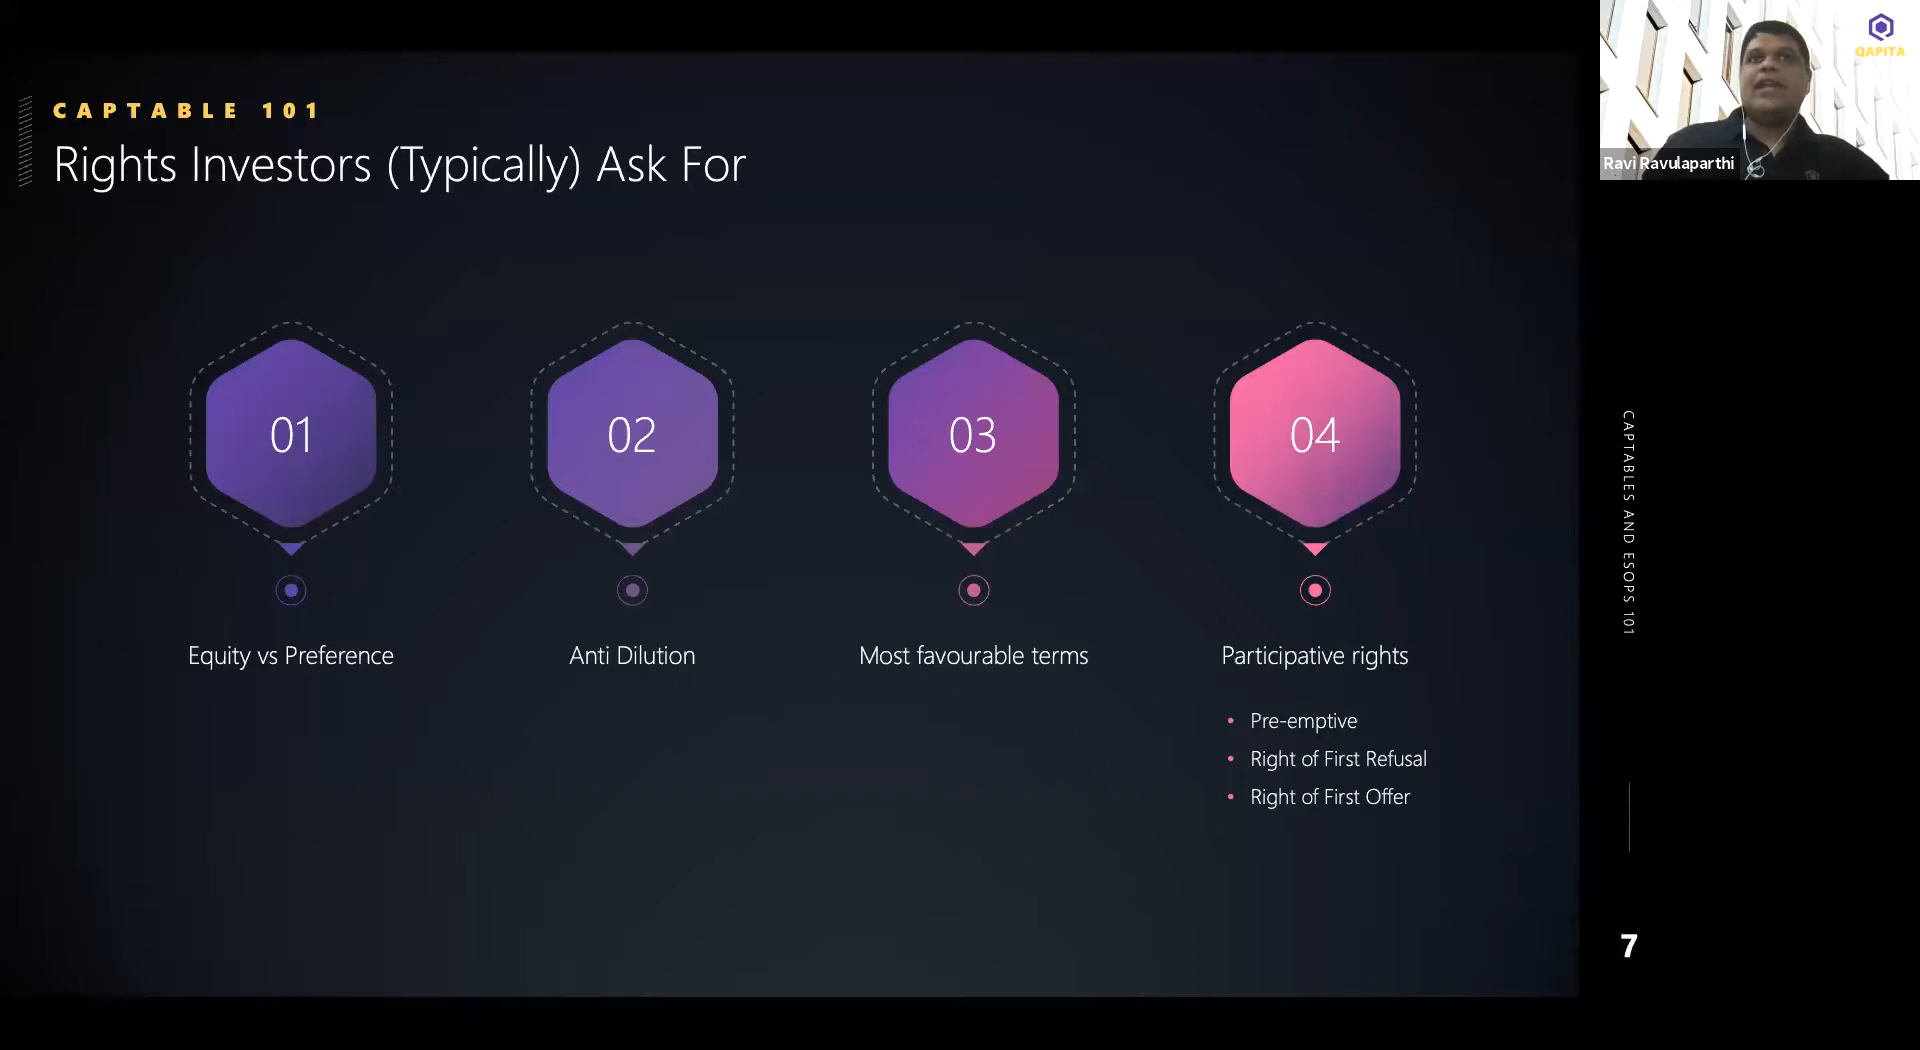 CAPTABLE 101
Rights Investors (Typically) Ask For
01
02
03
04
Equity vs Preference
Anti Dilution
Most favourable terms
Participative rights
• Pre-emptive
• Right of First Refusal
• Right of First Offer
QAPITA
Ravi Ravulaparthi
CAPTABLES AND ESOPS 101
7